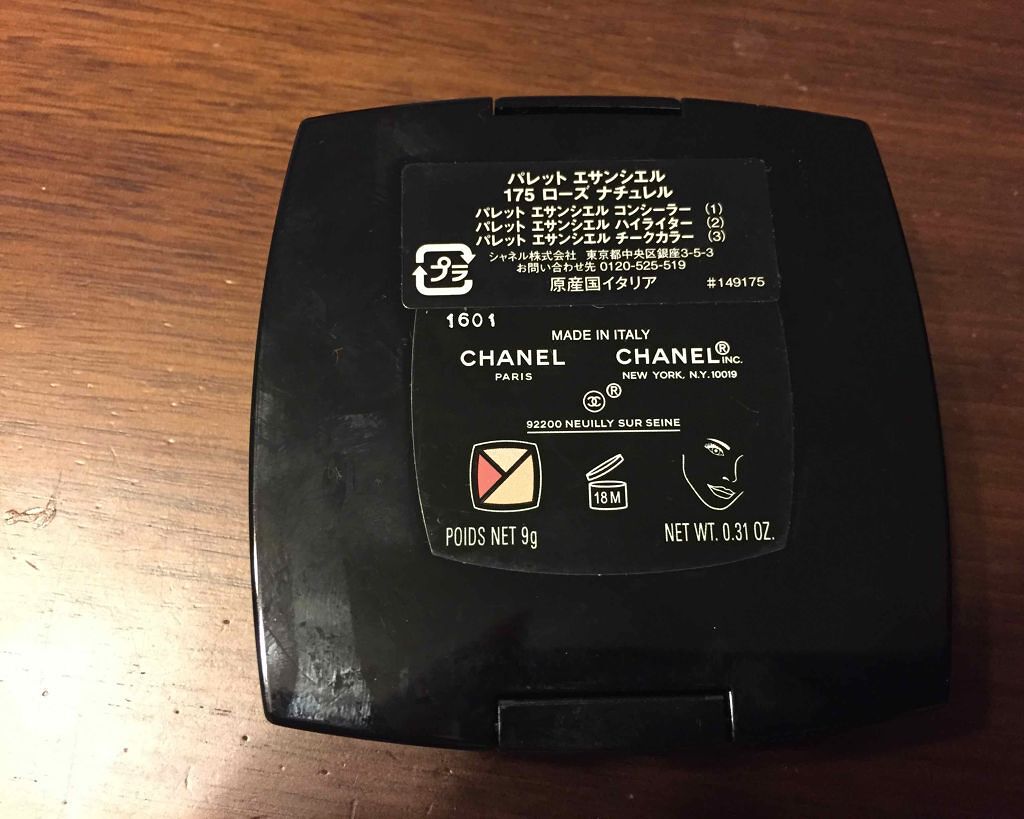 パレット エサンシエル
175 ローズ ナチュレル
パレット エサンシエル コンシーラー (1)
パレット エサンシエル ハイライター (2)
パレット エサンシエル チークカラー (3)
シャネル株式会社 東京都中央区銀座3-5-3
お問い合わせ先 0120-525-519
プラ
原産国イタリア #149175
1601
MADE IN ITALY
CHANEL CHANEL® INC.
PARIS NEW YORK, N.Y. 10019
®
92200 NEUILLY SUR SEINE
18 M
POIDS NET 9g NET WT. 0.31 OZ.